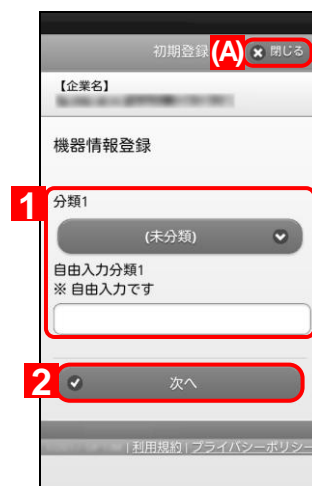 初期登録 (A) 閉じる
【企業名】
機器情報登録
1
分類1
(未分類)
自由入力分類1
※ 自由入力です
2 次へ
| 利用規約 | プライバシーポリシー